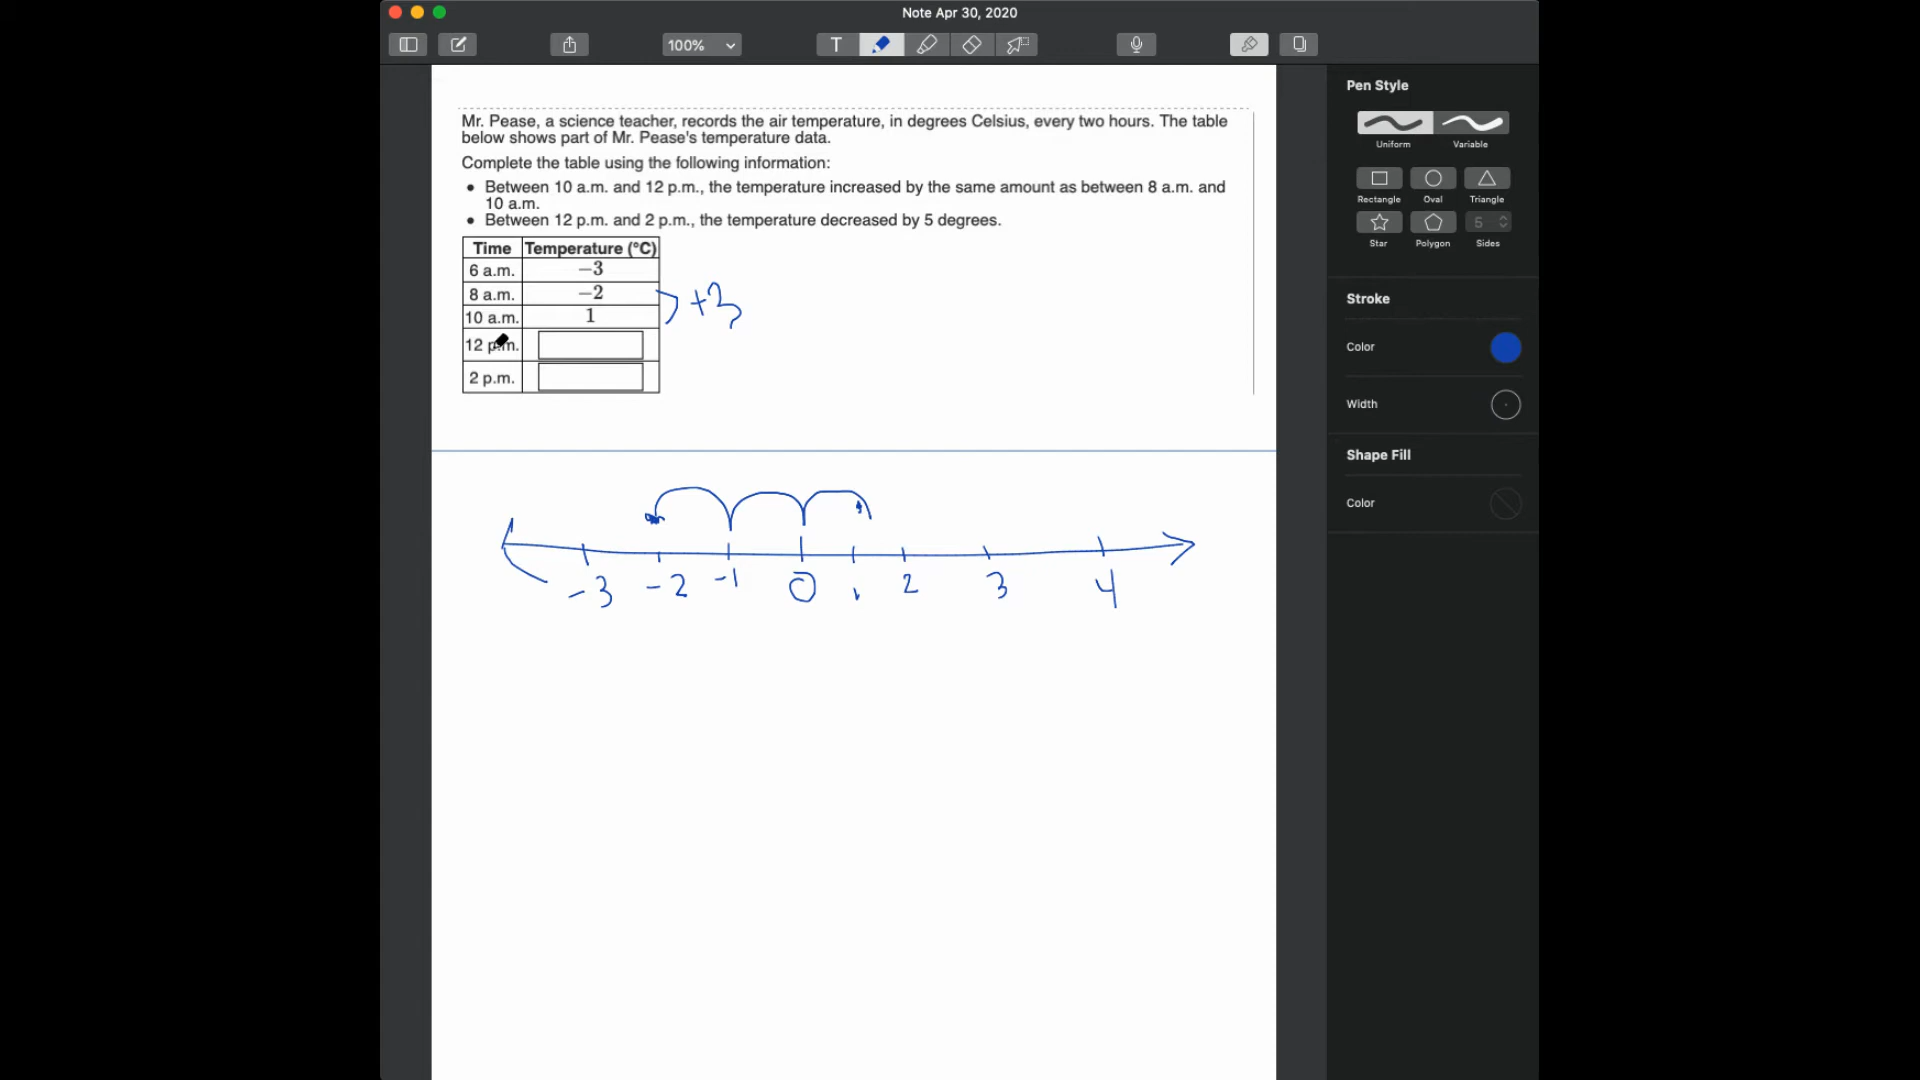 Note Apr 30, 2020
100%
T
Pen Style
Uniform Variable
Rectangle Oval Triangle
5
Star Polygon Sides
Stroke
Color
Width
Shape Fill
Color
Mr. Pease, a science teacher, records the air temperature, in degrees Celsius, every two hours. The table
below shows part of Mr. Pease's temperature data.
Complete the table using the following information:
• Between 10 a.m. and 12 p.m., the temperature increased by the same amount as between 8 a.m. and
10 a.m.
• Between 12 p.m. and 2 p.m., the temperature decreased by 5 degrees.
Time Temperature (°C)
6 a.m. −3
8 a.m. −2
10 a.m. 1
+3
12 p.m.
2 p.m.
-3 -2 -1 0 1 2 3 4